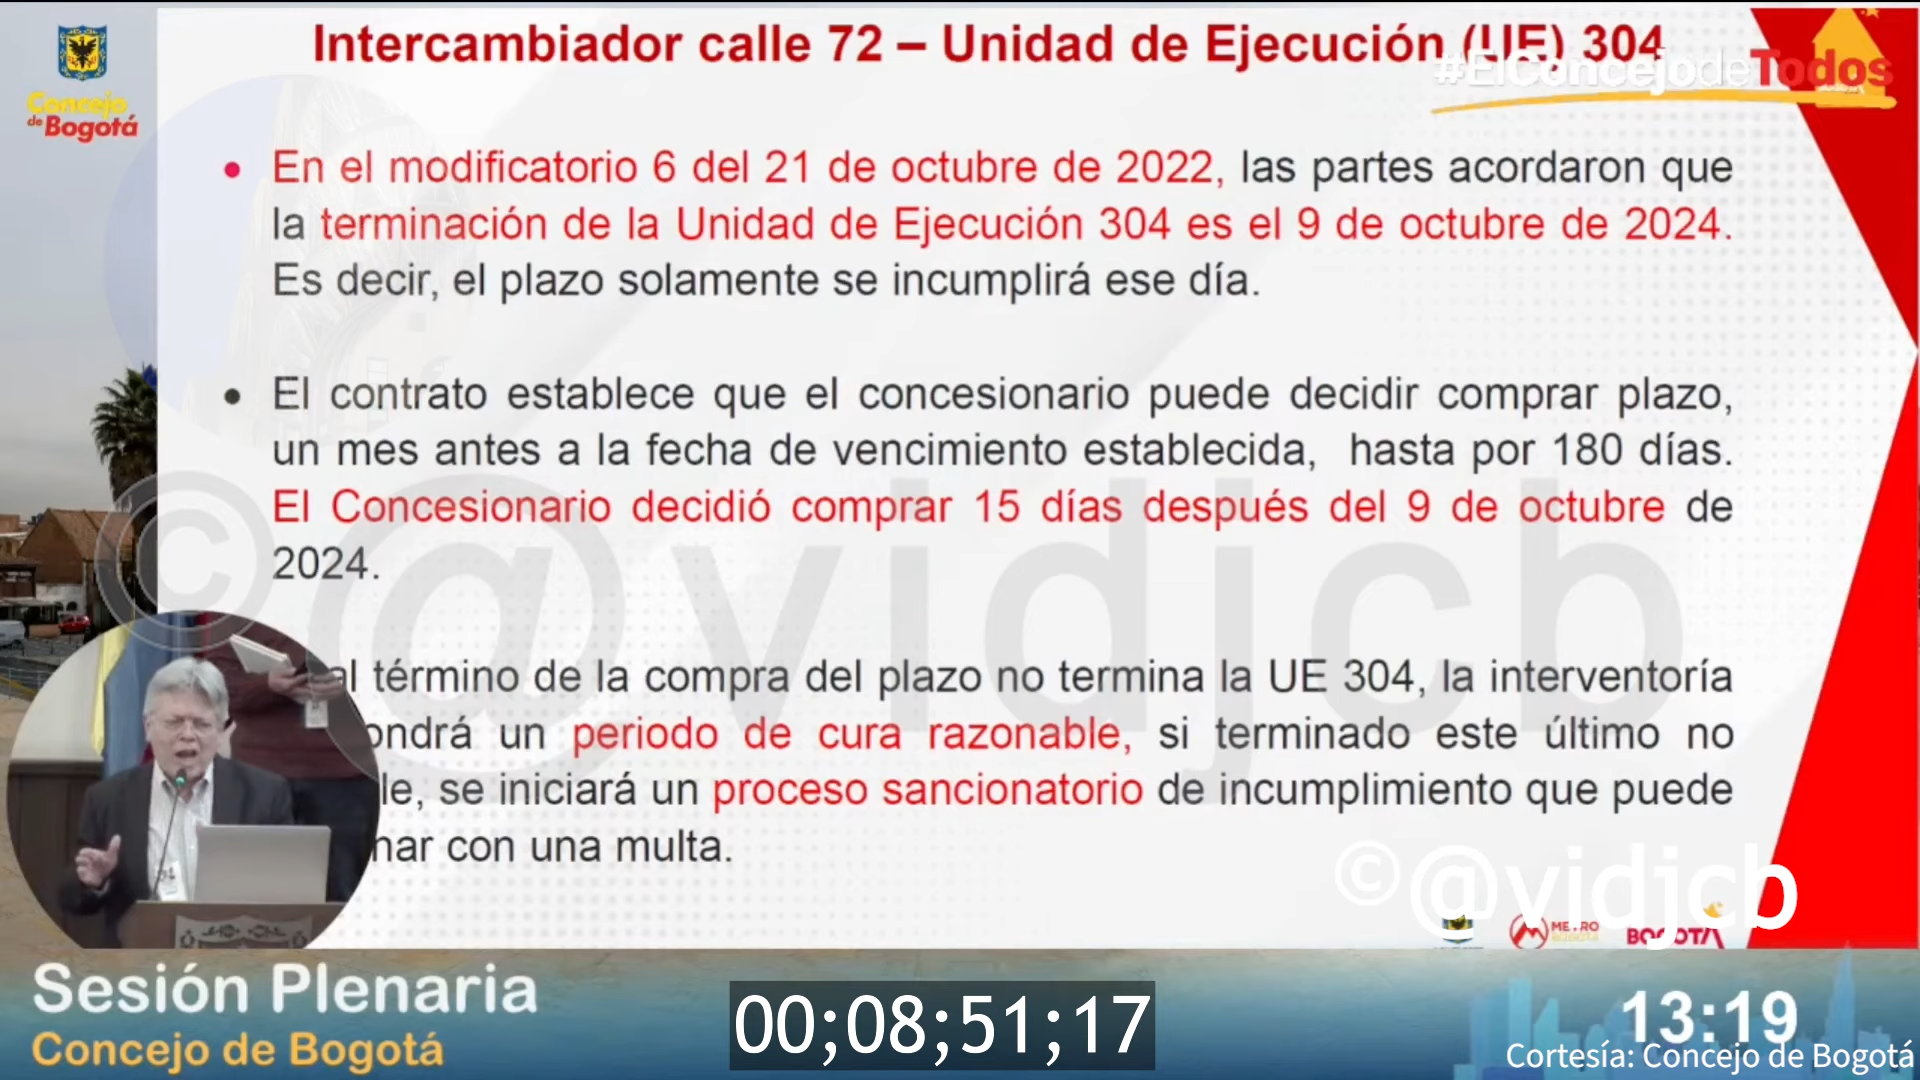 Intercambiador calle 72 – Unidad de Ejecución (UE) 304
#ElConcejodeTodos
Concejo
de Bogotá
• En el modificatorio 6 del 21 de octubre de 2022, las partes acordaron que
la terminación de la Unidad de Ejecución 304 es el 9 de octubre de 2024.
Es decir, el plazo solamente se incumplirá ese día.
• El contrato establece que el concesionario puede decidir comprar plazo,
un mes antes a la fecha de vencimiento establecida, hasta por 180 días.
El Concesionario decidió comprar 15 días después del 9 de octubre de
2024.
al término de la compra del plazo no termina la UE 304, la interventoría
ondrá un periodo de cura razonable, si terminado este último no
le, se iniciará un proceso sancionatorio de incumplimiento que puede
nar con una multa.
©@vidjcb
©@vidjcb
METRO
BOGOTÁ
BOGOTÁ
Sesión Plenaria
Concejo de Bogotá
00;08;51;17
13:19
Cortesía: Concejo de Bogotá